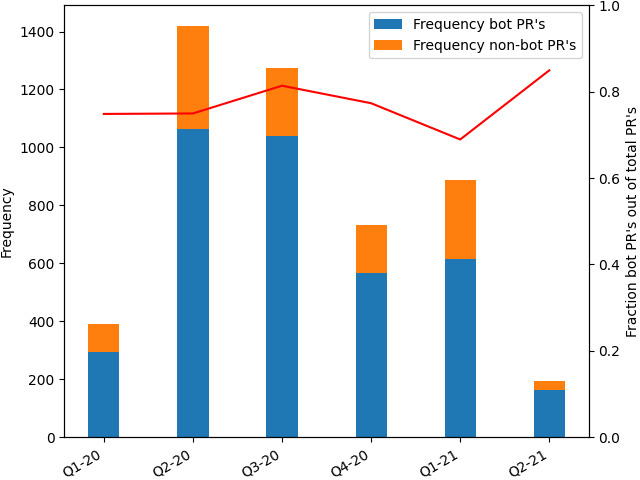 Frequency bot PR's
Frequency non-bot PR's
Frequency
1400
1200
1000
800
600
400
200
0
1.0
0.8
0.6
0.4
0.2
0.0
Fraction bot PR's out of total PR's
Q1-20
Q2-20
Q3-20
Q4-20
Q1-21
Q2-21